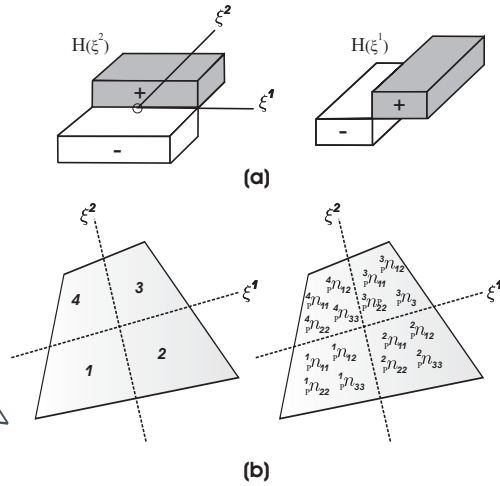 ξ²
H(ξ²)
H(ξ¹)
+
ξ¹
+
-
-
(a)
ξ²
ξ²
ξ¹
ξ¹
4
3
1
2
⁴ₚn₁₁ ⁴ₚn₁₂ ³ₚn₁₁ ³ₚn₁₂
⁴ₚn₂₂ ⁴ₚn₃₃ ³ₚn₂₂ ³ₚn₃
¹ₚn₁₁ ¹ₚn₁₂ ²ₚn₁₁ ²ₚn₁₂
¹ₚn₂₂ ¹ₚn₃₃ ²ₚn₂₂ ²ₚn₃₃
(b)